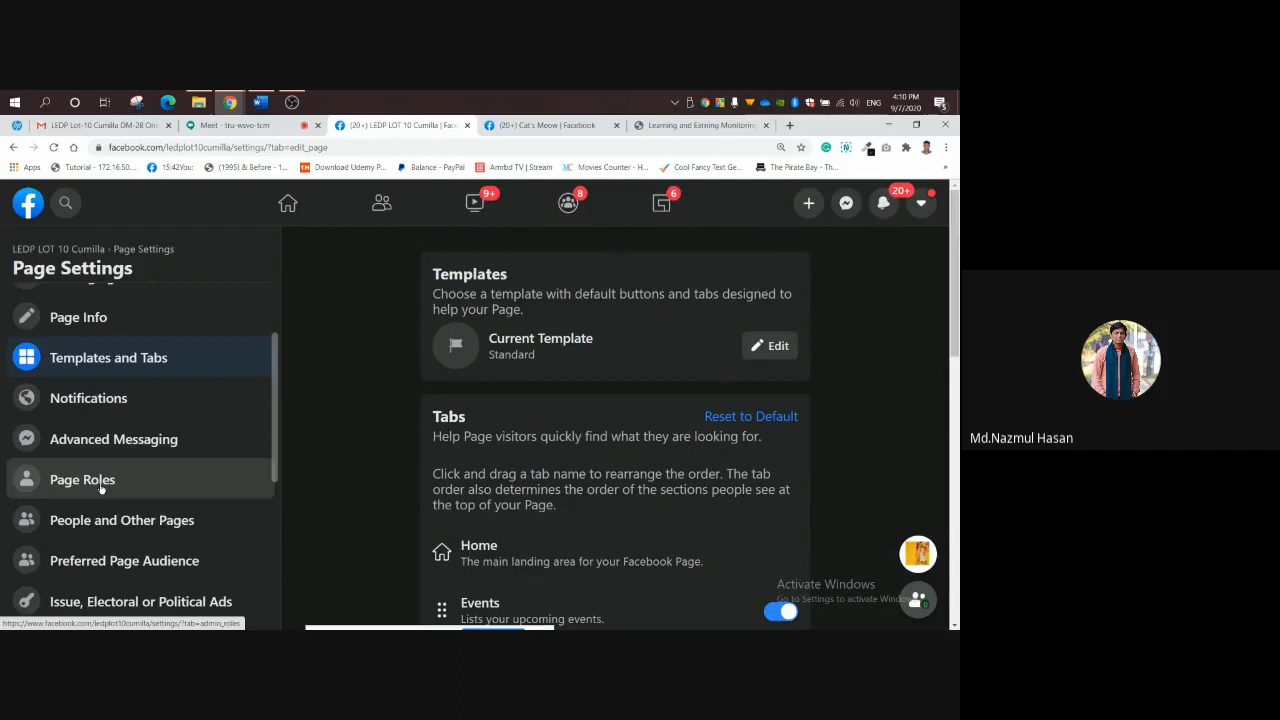 4:10 PM
ENG
9/7/2020
LEDP Lot-10 Cumilla DM-28 On
Meet - tru-wsvo-tcm
(20+) LEDP LOT 10 Cumilla | Fa
(20+) Cat's Meow | Facebook
Learning and Earning Monitoring
facebook.com/ledplot10cumilla/settings/?tab=edit_page
Apps
Tutorial - 172.16.50...
15:42You
(1995) & Before - 1...
Download Udemy P...
Balance - PayPal
Amrbd TV | Stream
Movies Counter - H...
Cool Fancy Text Ge...
The Pirate Bay - Th...
9+
8
6
20+
LEDP LOT 10 Cumilla › Page Settings
Page Settings
Page Info
Templates and Tabs
Notifications
Advanced Messaging
Page Roles
People and Other Pages
Preferred Page Audience
Issue, Electoral or Political Ads
https://www.facebook.com/ledplot10cumilla/settings/?tab=admin_roles
Templates
Choose a template with default buttons and tabs designed to
help your Page.
Current Template
Standard
Edit
Tabs
Reset to Default
Help Page visitors quickly find what they are looking for.
Click and drag a tab name to rearrange the order. The tab
order also determines the order of the sections people see at
the top of your Page.
Home
The main landing area for your Facebook Page.
Events
Lists your upcoming events.
Activate Windows
Go to Settings to activate Windo
0
Md.Nazmul Hasan